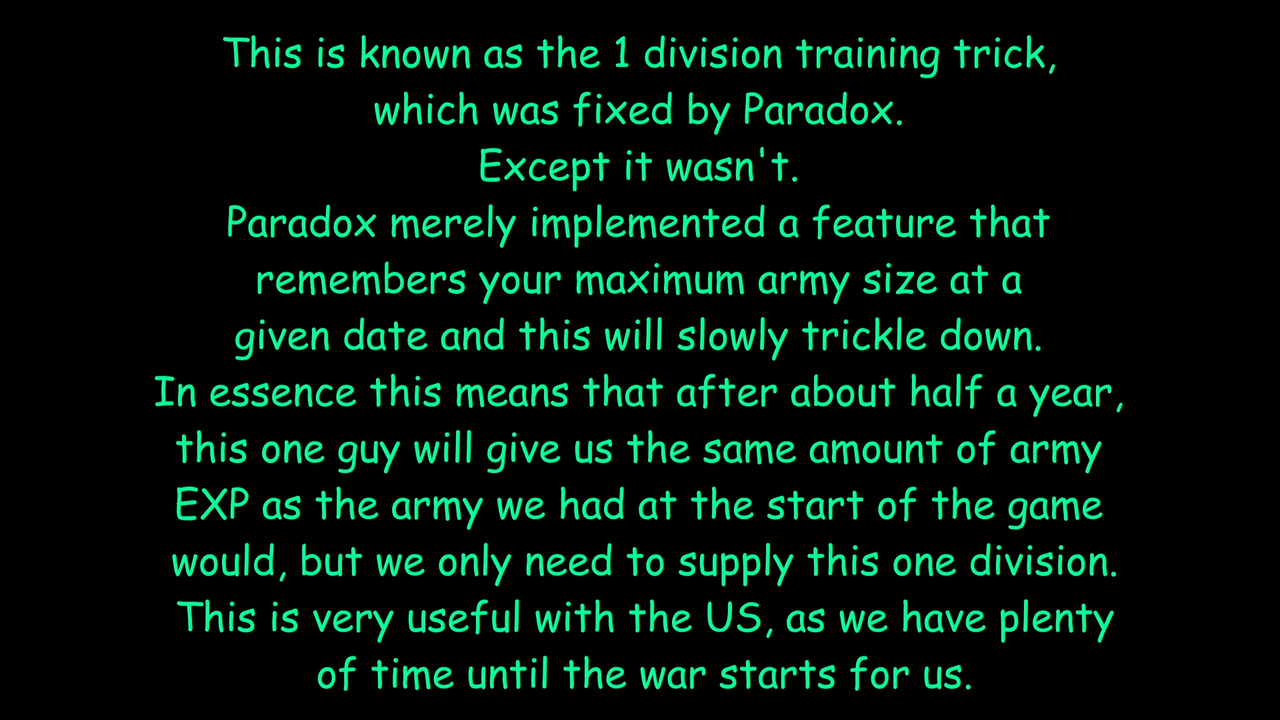 This is known as the 1 division training trick,
which was fixed by Paradox.
Except it wasn't.
Paradox merely implemented a feature that
remembers your maximum army size at a
given date and this will slowly trickle down.
In essence this means that after about half a year,
this one guy will give us the same amount of army
EXP as the army we had at the start of the game
would, but we only need to supply this one division.
This is very useful with the US, as we have plenty
of time until the war starts for us.